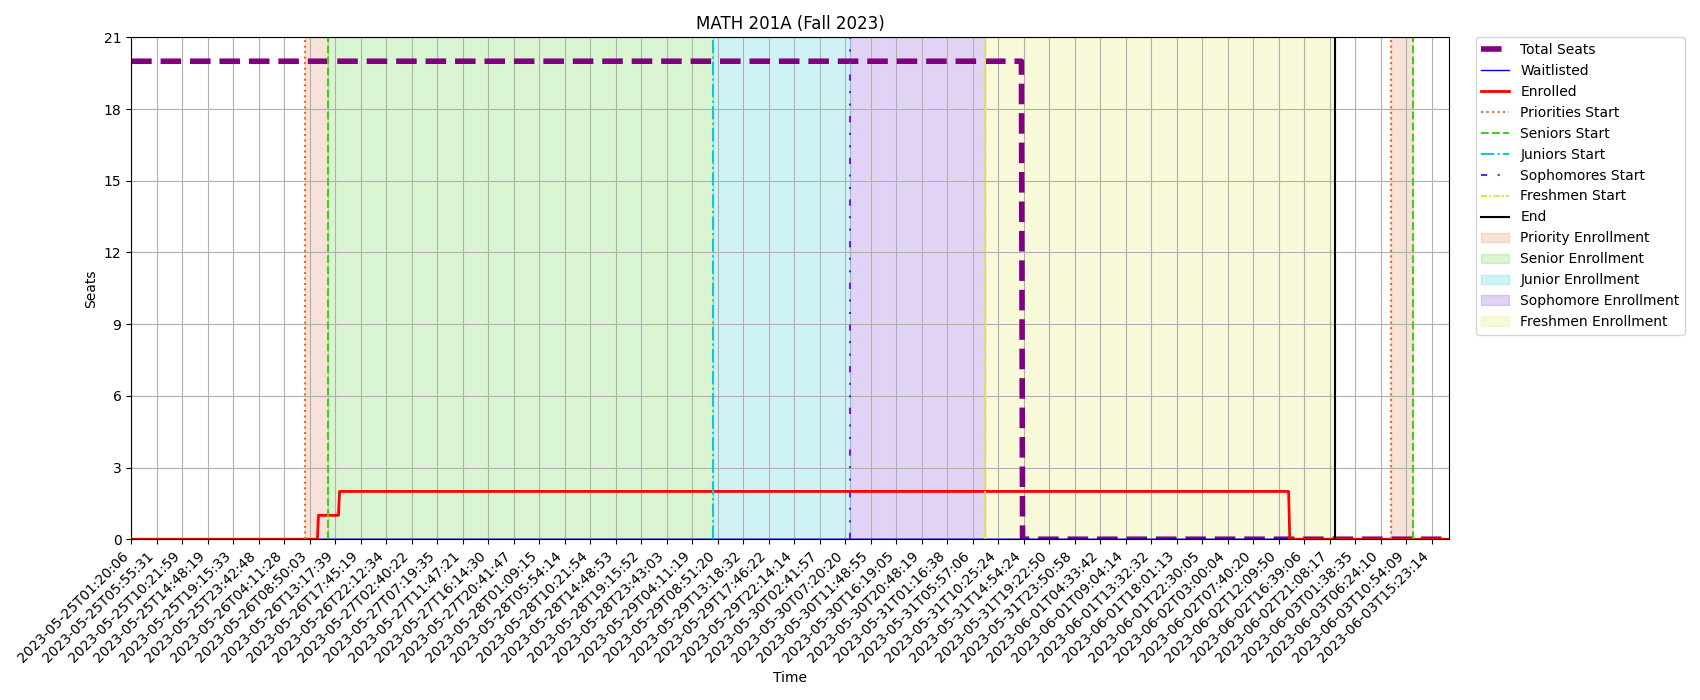 MATH 201A (Fall 2023)
21
18
15
12
9
6
3
0
Seats
2023-05-25T01:20:06
2023-05-25T05:55:31
2023-05-25T10:21:59
2023-05-25T14:48:19
2023-05-25T19:15:33
2023-05-25T23:42:48
2023-05-26T04:11:28
2023-05-26T08:50:03
2023-05-26T13:17:39
2023-05-26T17:45:19
2023-05-26T22:12:34
2023-05-27T02:40:22
2023-05-27T07:19:35
2023-05-27T11:47:21
2023-05-27T16:14:30
2023-05-27T20:41:47
2023-05-28T01:09:15
2023-05-28T05:54:14
2023-05-28T10:21:54
2023-05-28T14:48:53
2023-05-28T19:15:52
2023-05-28T23:43:03
2023-05-29T04:11:19
2023-05-29T08:51:20
2023-05-29T13:18:32
2023-05-29T17:46:22
2023-05-29T22:14:14
2023-05-30T02:41:57
2023-05-30T07:20:20
2023-05-30T11:48:55
2023-05-30T16:19:05
2023-05-30T20:48:19
2023-05-31T01:16:38
2023-05-31T05:57:06
2023-05-31T10:25:24
2023-05-31T14:54:24
2023-05-31T19:22:50
2023-05-31T23:50:58
2023-06-01T04:33:42
2023-06-01T09:04:14
2023-06-01T13:32:32
2023-06-01T18:01:13
2023-06-01T22:30:05
2023-06-02T03:00:04
2023-06-02T07:40:20
2023-06-02T12:09:50
2023-06-02T16:39:06
2023-06-02T21:08:17
2023-06-03T01:38:35
2023-06-03T06:24:10
2023-06-03T10:54:09
2023-06-03T15:23:14
Time
Total Seats
Waitlisted
Enrolled
Priorities Start
Seniors Start
Juniors Start
Sophomores Start
Freshmen Start
End
Priority Enrollment
Senior Enrollment
Junior Enrollment
Sophomore Enrollment
Freshmen Enrollment